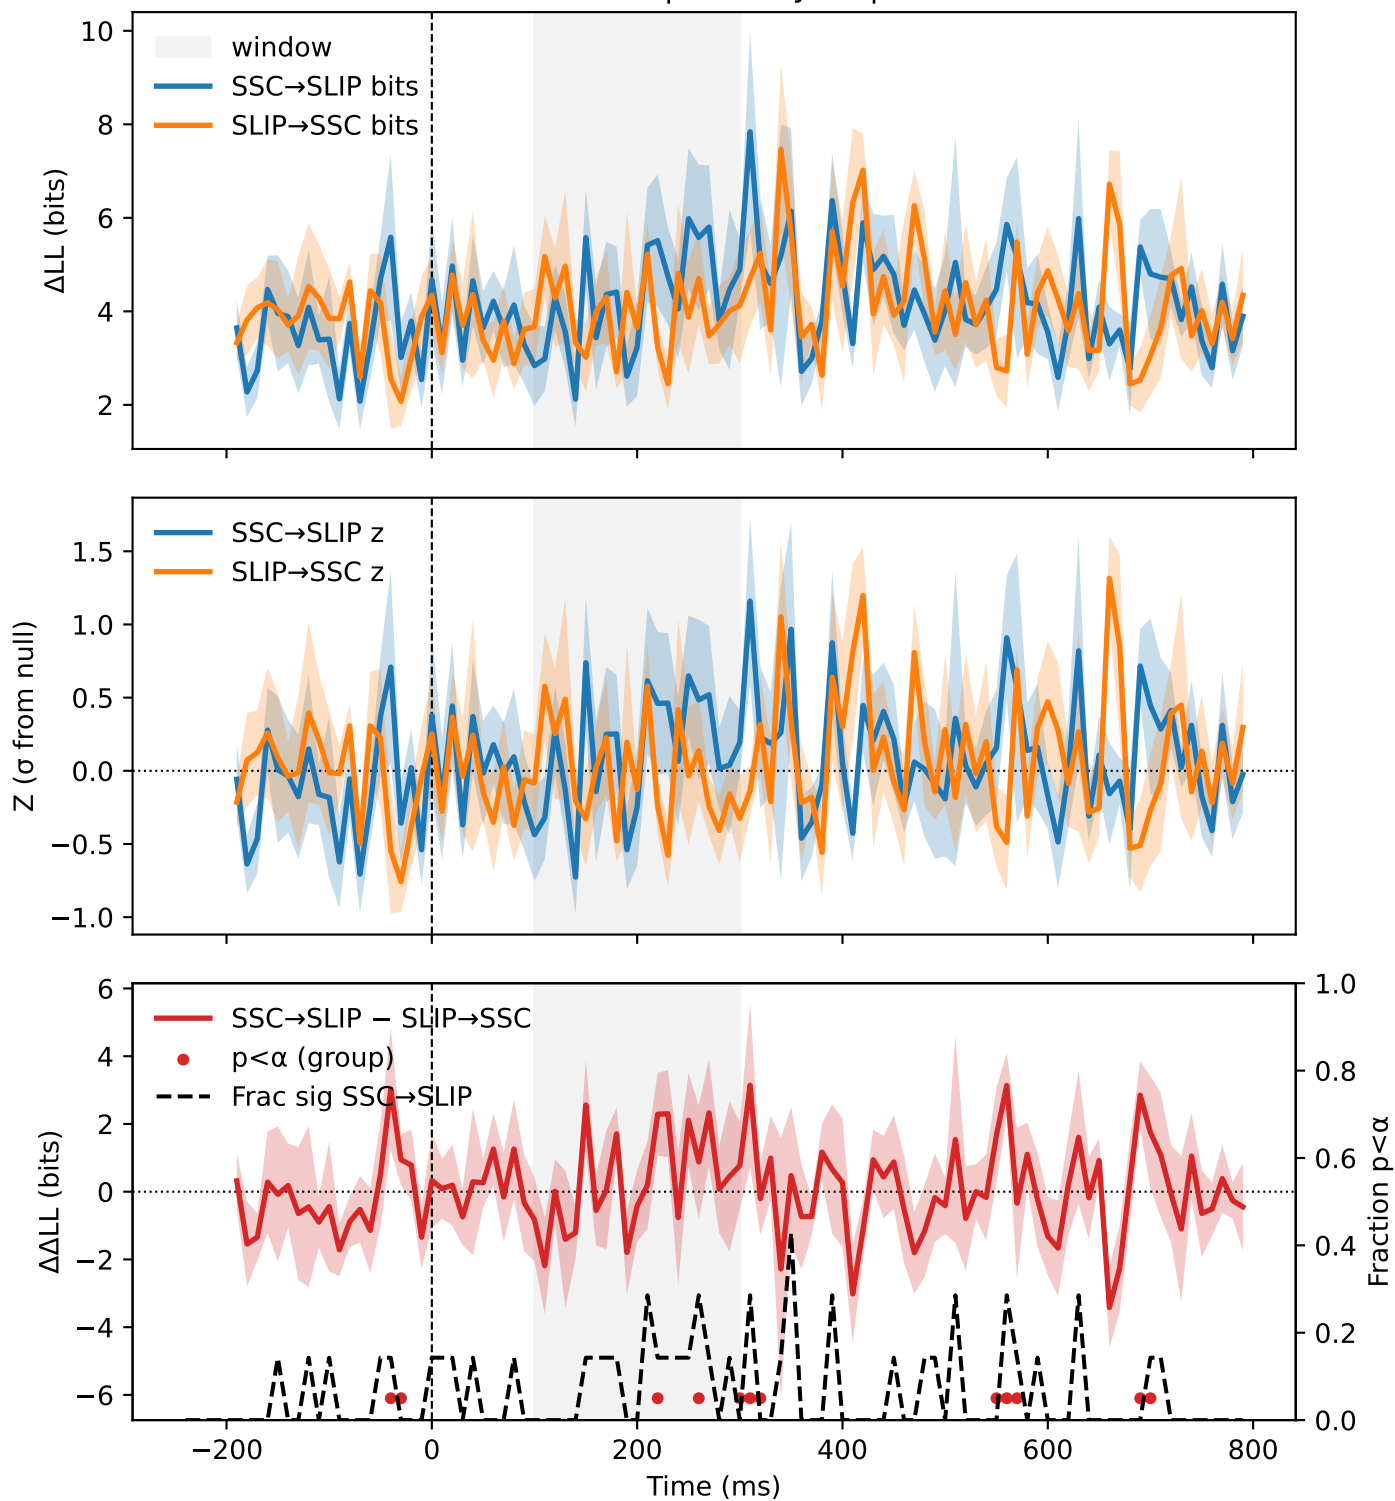 10
8
6
4
2
ΔLL (bits)
window
SSC→SLIP bits
SLIP→SSC bits
1.5
1.0
0.5
0.0
−0.5
−1.0
Z (σ from null)
SSC→SLIP z
SLIP→SSC z
6
4
2
0
−2
−4
−6
ΔΔLL (bits)
SSC→SLIP − SLIP→SSC
p<α (group)
Frac sig SSC→SLIP
1.0
0.8
0.6
0.4
0.2
0.0
Fraction p<α
−200
0
200
400
600
800
Time (ms)